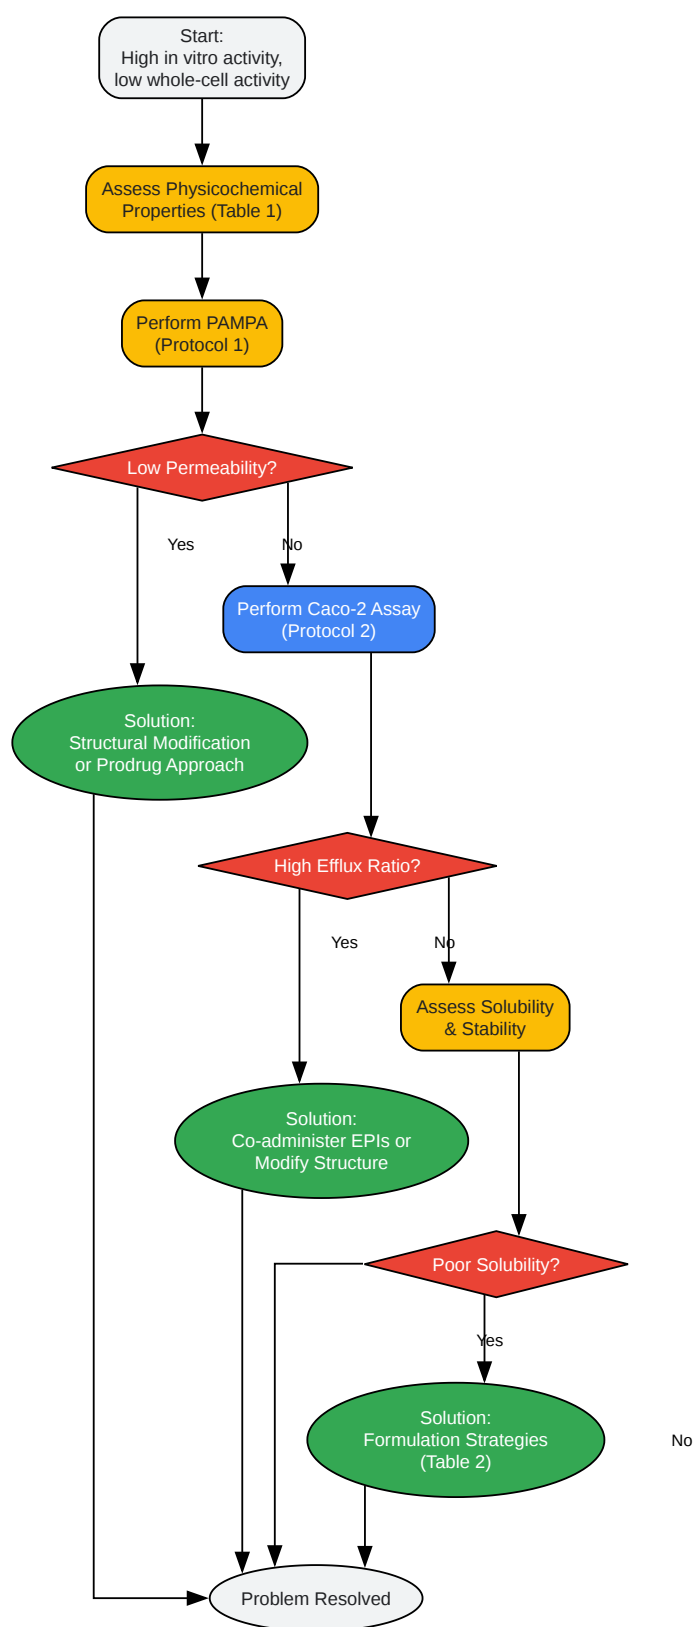 Start:
High in vitro activity,
low whole-cell activity
Assess Physicochemical
Properties (Table 1)
Perform PAMPA
(Protocol 1)
Low Permeability?
Yes
No
Perform Caco-2 Assay
(Protocol 2)
Solution:
Structural Modification
or Prodrug Approach
High Efflux Ratio?
Yes
No
Assess Solubility
& Stability
Solution:
Co-administer EPIs or
Modify Structure
Poor Solubility?
Yes
Solution:
Formulation Strategies
(Table 2)
No
Problem Resolved